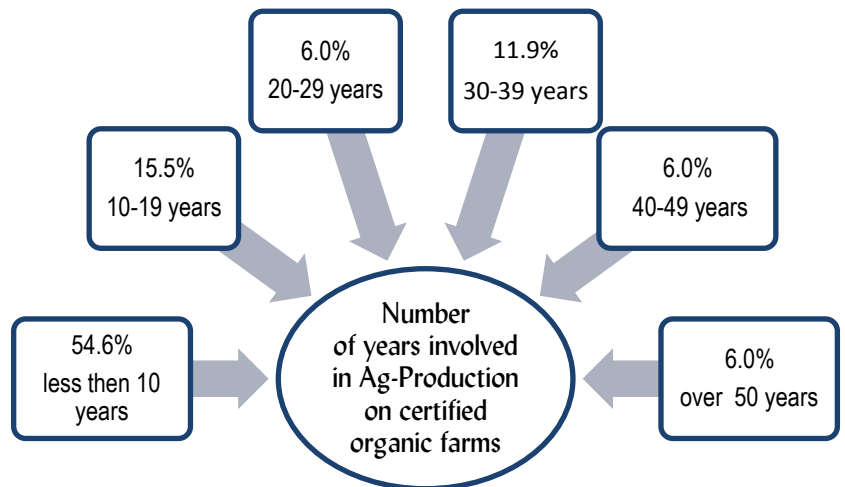 6.0%
20-29 years
11.9%
30-39 years
15.5%
10-19 years
6.0%
40-49 years
54.6%
less then 10
years
Number
of years involved
in Ag-Production
on certified
organic farms
6.0%
over 50 years